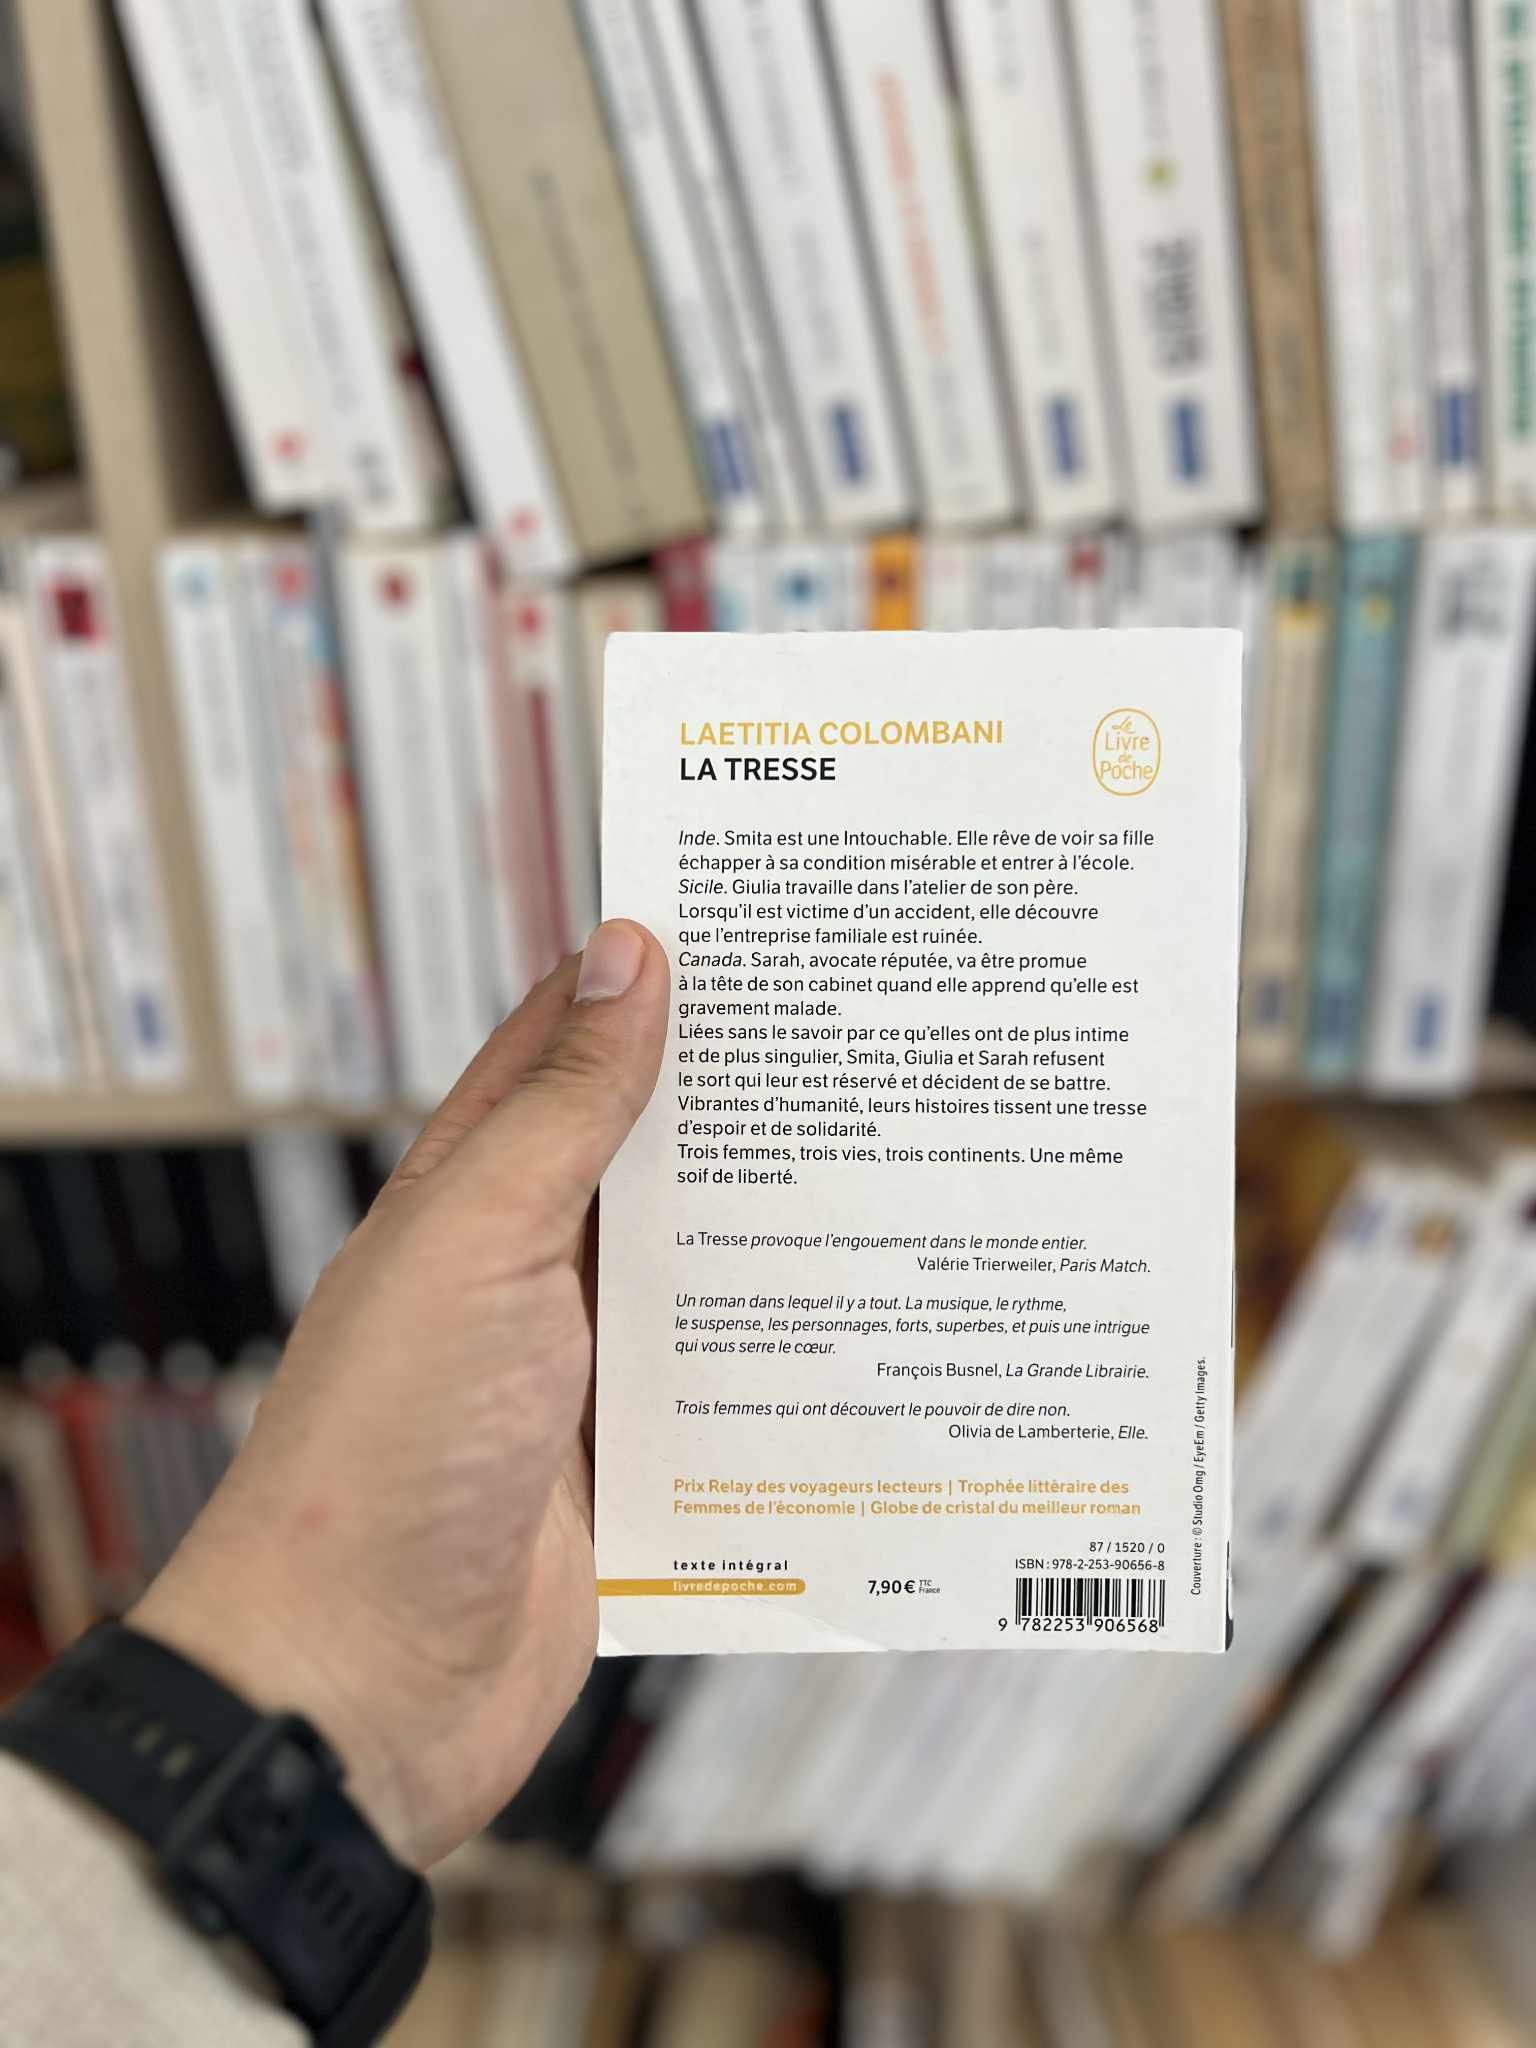 LAETITIA COLOMBANI
LA TRESSE
Le
Livre
de
Poche
Inde. Smita est une Intouchable. Elle rêve de voir sa fille
échapper à sa condition misérable et entrer à l'école.
Sicile. Giulia travaille dans l'atelier de son père.
Lorsqu'il est victime d'un accident, elle découvre
que l'entreprise familiale est ruinée.
Canada. Sarah, avocate réputée, va être promue
à la tête de son cabinet quand elle apprend qu'elle est
gravement malade.
Liées sans le savoir par ce qu'elles ont de plus intime
et de plus singulier, Smita, Giulia et Sarah refusent
le sort qui leur est réservé et décident de se battre.
Vibrantes d'humanité, leurs histoires tissent une tresse
d'espoir et de solidarité.
Trois femmes, trois vies, trois continents. Une même
soif de liberté.
La Tresse provoque l'engouement dans le monde entier.
Valérie Trierweiler, Paris Match.
Un roman dans lequel il y a tout. La musique, le rythme,
le suspense, les personnages, forts, superbes, et puis une intrigue
qui vous serre le cœur.
François Busnel, La Grande Librairie.
Trois femmes qui ont découvert le pouvoir de dire non.
Olivia de Lamberterie, Elle.
Prix Relay des voyageurs lecteurs | Trophée littéraire des
Femmes de l'économie | Globe de cristal du meilleur roman
87 / 1520 / 0
ISBN : 978-2-253-90656-8
texte intégral
livredepoche.com
7,90 € TTC
France
9 782253 906568
Couverture : © Studio Omg / EyeEm / Getty Images.